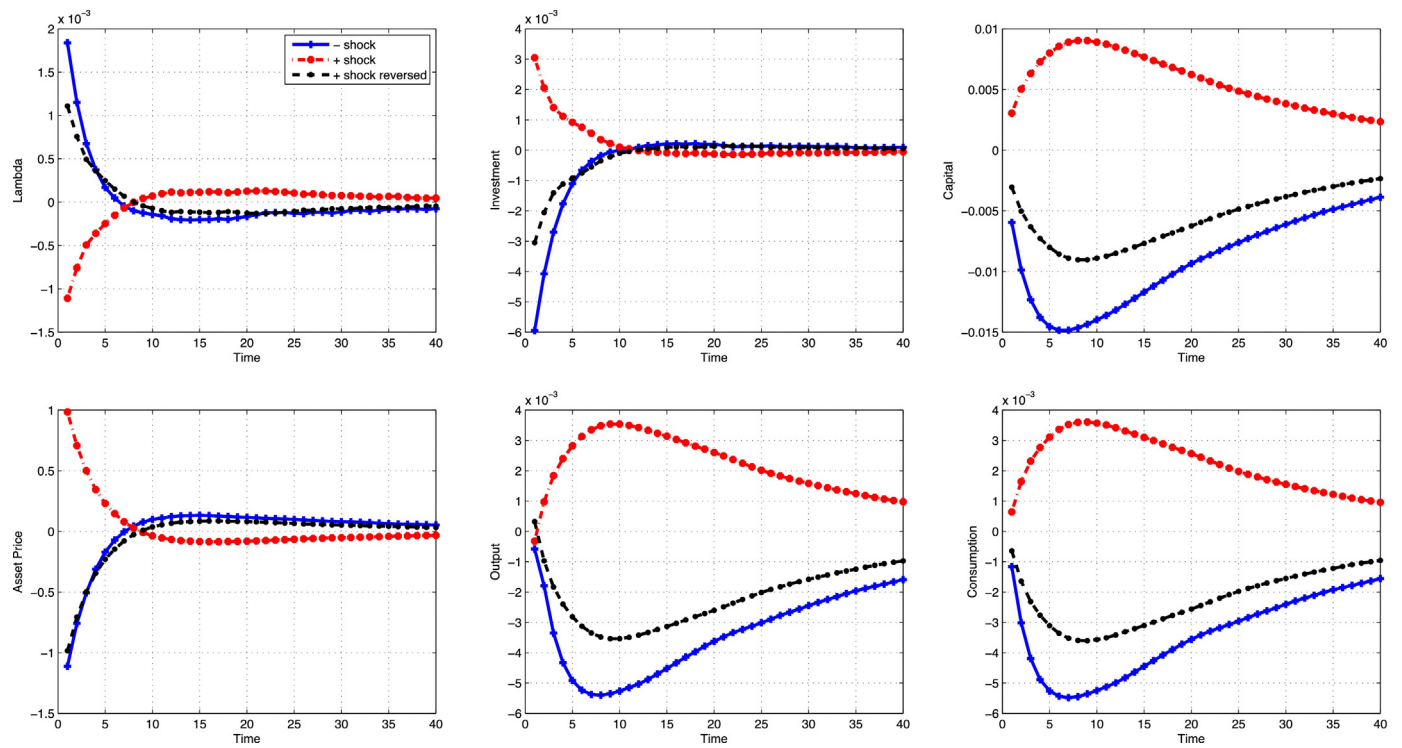 x 10⁻³
2
1.5
1
0.5
0
−0.5
−1
−1.5
Lambda
0 5 10 15 20 25 30 35 40
Time
− shock
+ shock
+ shock reversed
x 10⁻³
4
3
2
1
0
−1
−2
−3
−4
−5
−6
Investment
0 5 10 15 20 25 30 35 40
Time
0.01
0.005
0
−0.005
−0.01
−0.015
Capital
0 5 10 15 20 25 30 35 40
Time
1
0.5
0
−0.5
−1
−1.5
Asset Price
0 5 10 15 20 25 30 35 40
Time
x 10⁻³
4
3
2
1
0
−1
−2
−3
−4
−5
−6
Output
0 5 10 15 20 25 30 35 40
Time
x 10⁻³
4
3
2
1
0
−1
−2
−3
−4
−5
−6
Consumption
0 5 10 15 20 25 30 35 40
Time